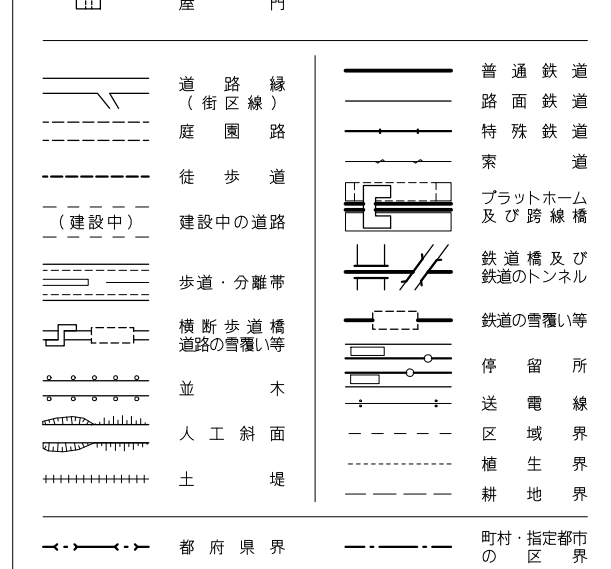 屋門
道路縁
(街区線)
庭園路
徒歩道
(建設中) 建設中の道路
歩道・分離帯
横断歩道橋
道路の雪覆い等
並木
人工斜面
土堤
都府県界
普通鉄道
路面鉄道
特殊鉄道
索道
プラットホーム
及び跨線橋
鉄道橋及び
鉄道のトンネル
鉄道の雪覆い等
停留所
送電線
区域界
植生界
耕地界
町村・指定都市
の区界